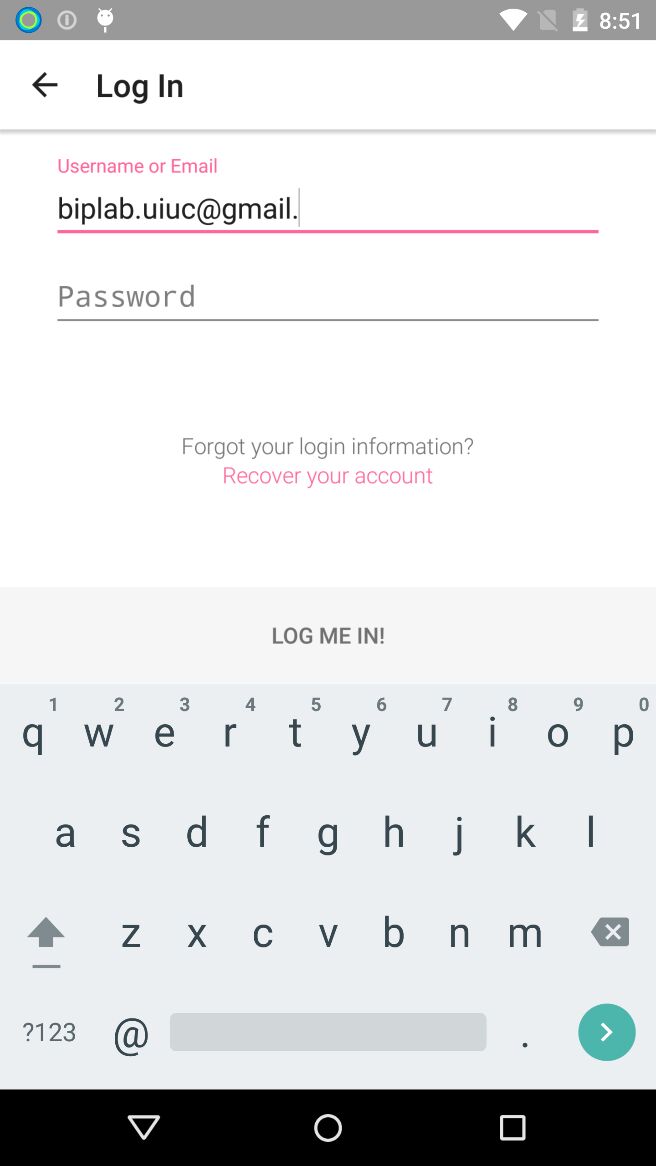 8:51
Log In
Username or Email
biplab.uiuc@gmail.
Password
Forgot your login information?
Recover your account
LOG ME IN!
1 2 3 4 5 6 7 8 9 0
q w e r t y u i o p
a s d f g h j k l
z x c v b n m
?123 @ .